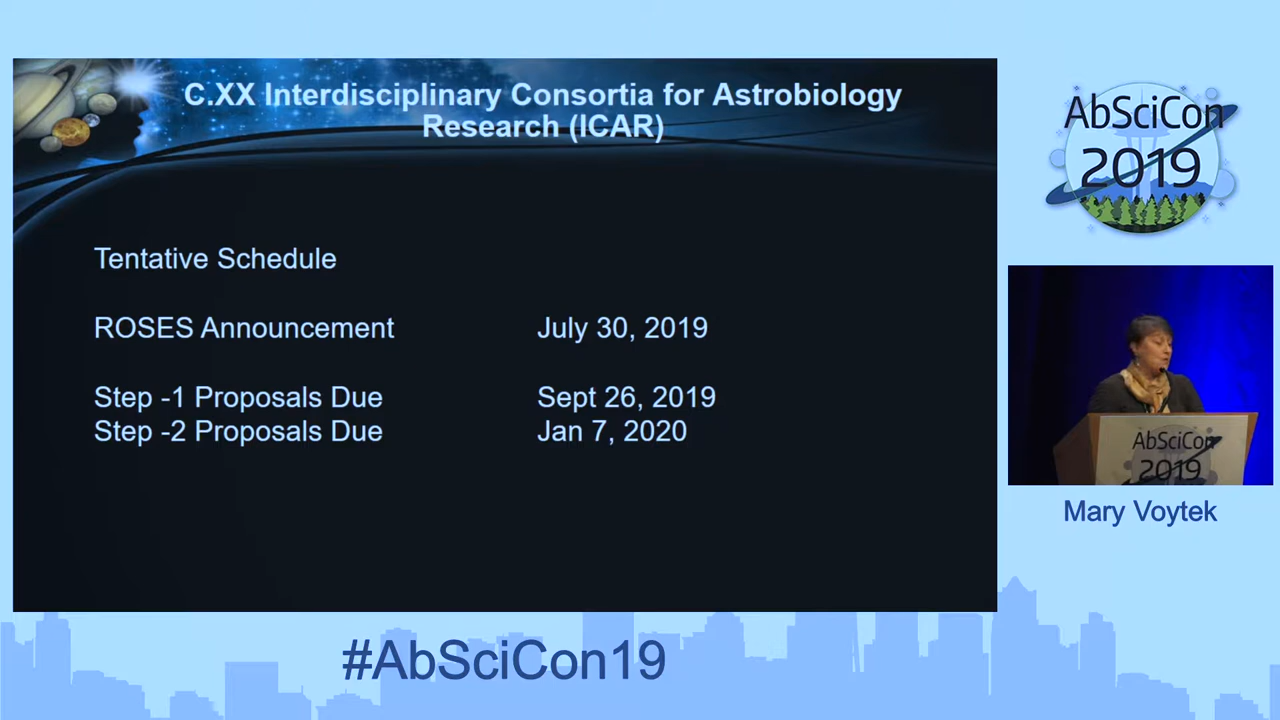 C.XX Interdisciplinary Consortia for Astrobiology
Research (ICAR)
Tentative Schedule
ROSES Announcement July 30, 2019
Step -1 Proposals Due Sept 26, 2019
Step -2 Proposals Due Jan 7, 2020
AbSciCon
2019
AbSciCon
2019
Mary Voytek
#AbSciCon19